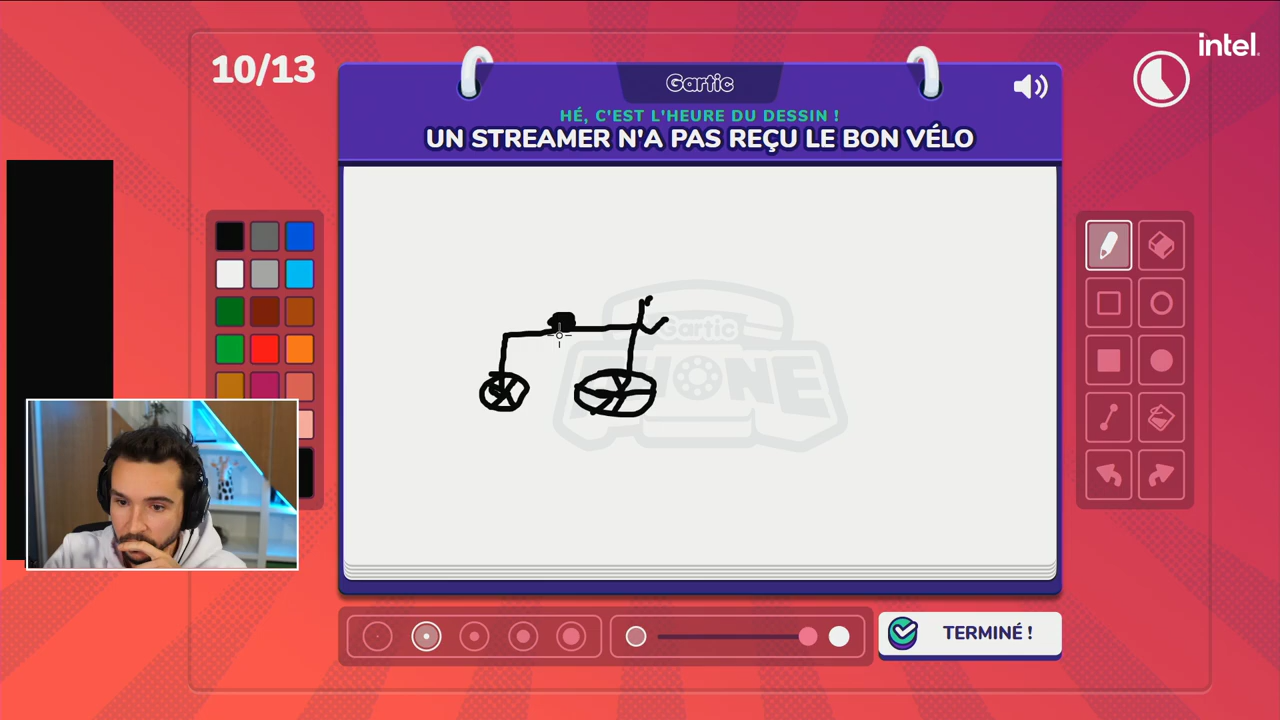 10/13
intel.
Gartic
HÉ, C'EST L'HEURE DU DESSIN !
UN STREAMER N'A PAS REÇU LE BON VÉLO
Gartic
PHONE
TERMINÉ !